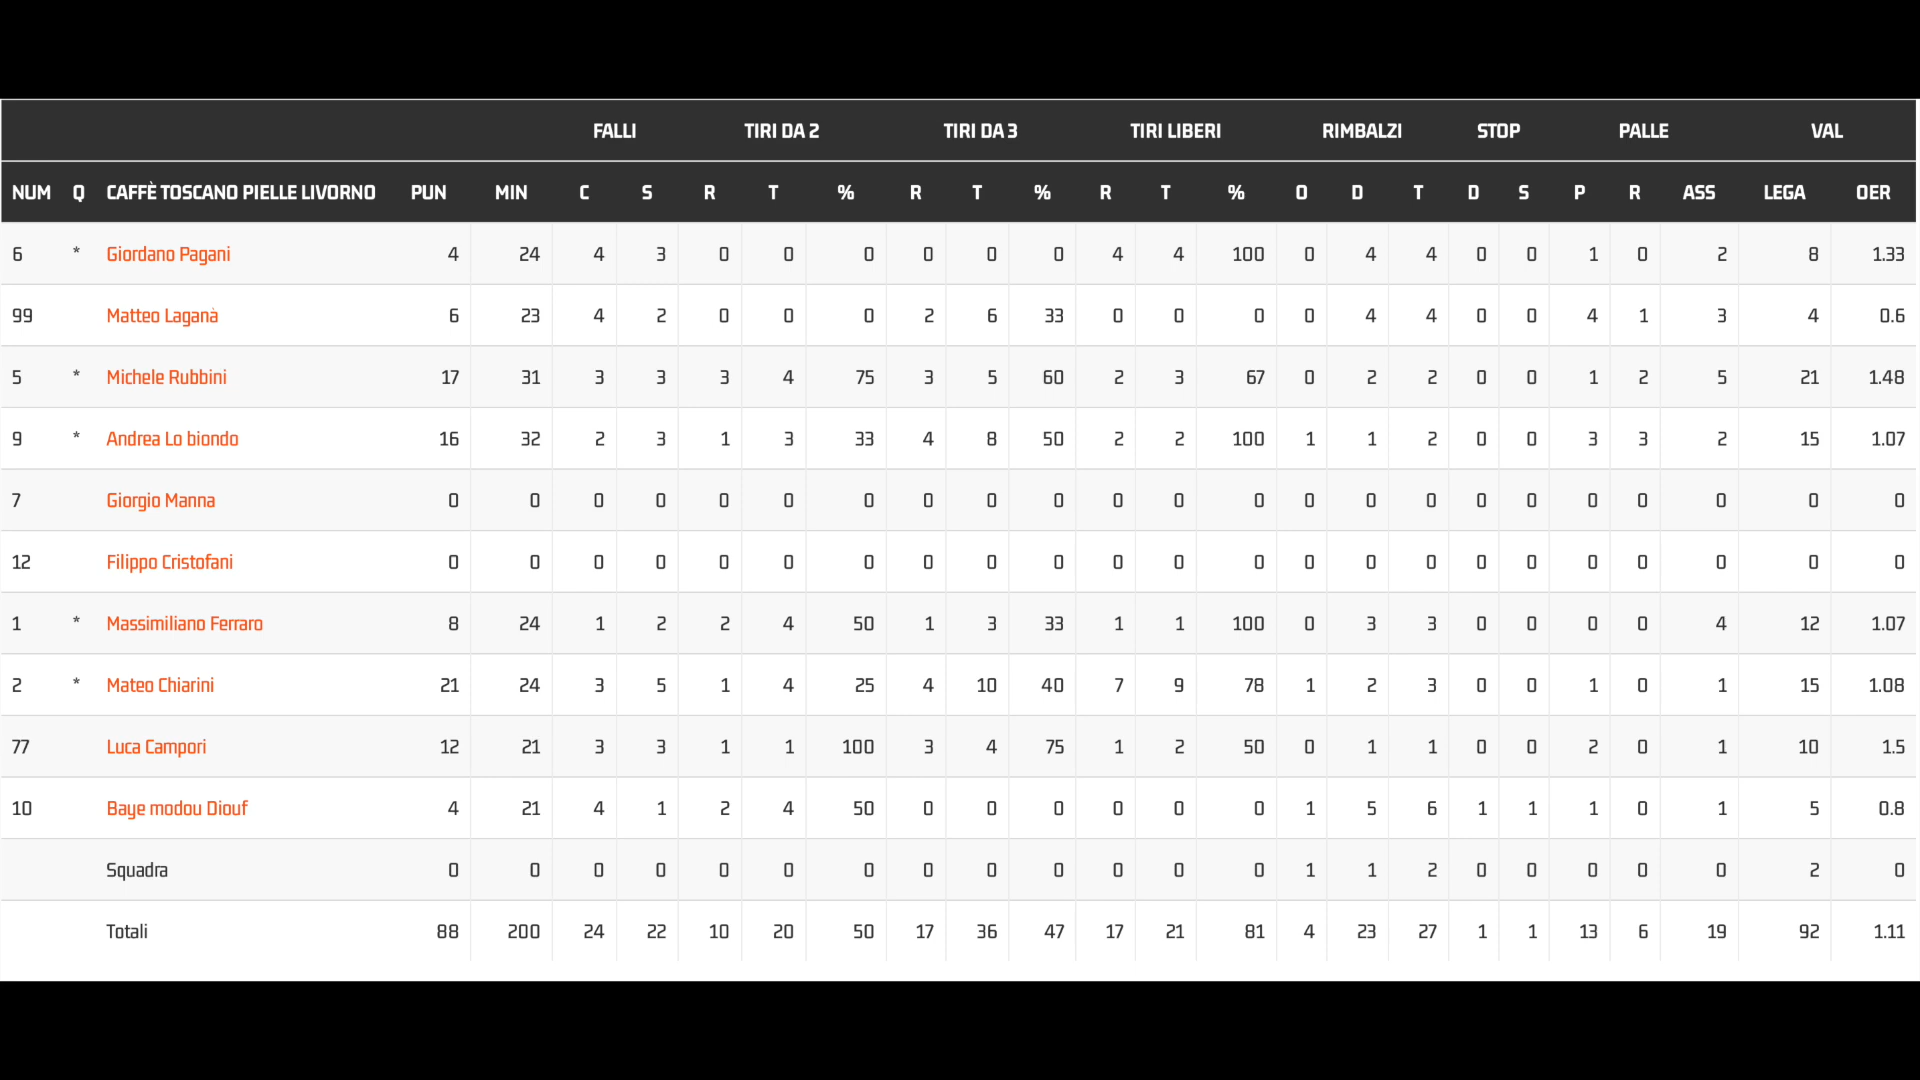 FALLI TIRI DA 2 TIRI DA 3 TIRI LIBERI RIMBALZI STOP PALLE VAL
NUM Q CAFFÈ TOSCANO PIELLE LIVORNO PUN MIN C S R T % R T % R T % O D T D S P R ASS LEGA OER
6 * Giordano Pagani 4 24 4 3 0 0 0 0 0 0 4 4 100 0 4 4 0 0 1 0 2 8 1.33
99 Matteo Laganà 6 23 4 2 0 0 0 2 6 33 0 0 0 0 4 4 0 0 4 1 3 4 0.6
5 * Michele Rubbini 17 31 3 3 3 4 75 3 5 60 2 3 67 0 2 2 0 0 1 2 5 21 1.48
9 * Andrea Lo biondo 16 32 2 3 1 3 33 4 8 50 2 2 100 1 1 2 0 0 3 3 2 15 1.07
7 Giorgio Manna 0 0 0 0 0 0 0 0 0 0 0 0 0 0 0 0 0 0 0 0 0 0 0
12 Filippo Cristofani 0 0 0 0 0 0 0 0 0 0 0 0 0 0 0 0 0 0 0 0 0 0 0
1 * Massimiliano Ferraro 8 24 1 2 2 4 50 1 3 33 1 1 100 0 3 3 0 0 0 0 4 12 1.07
2 * Mateo Chiarini 21 24 3 5 1 4 25 4 10 40 7 9 78 1 2 3 0 0 1 0 1 15 1.08
77 Luca Campori 12 21 3 3 1 1 100 3 4 75 1 2 50 0 1 1 0 0 2 0 1 10 1.5
10 Baye modou Diouf 4 21 4 1 2 4 50 0 0 0 0 0 0 1 5 6 1 1 1 0 1 5 0.8
Squadra 0 0 0 0 0 0 0 0 0 0 0 0 0 1 1 2 0 0 0 0 0 2 0
Totali 88 200 24 22 10 20 50 17 36 47 17 21 81 4 23 27 1 1 13 6 19 92 1.11